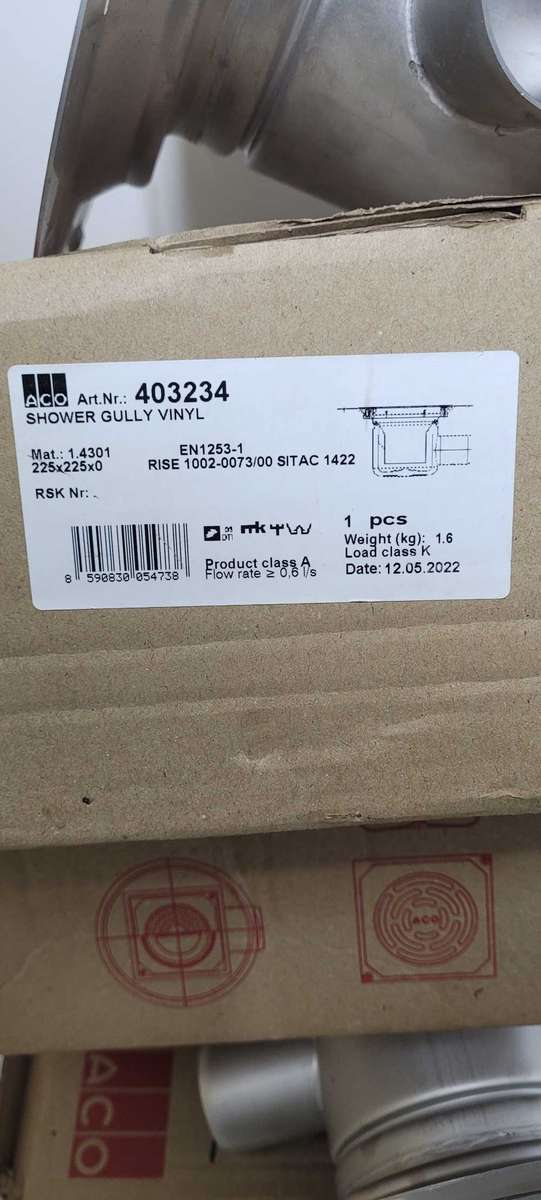 ACO Art.Nr.: 403234
SHOWER GULLY VINYL
Mat.: 1.4301
225x225x0
EN1253-1
RISE 1002-0073/00 SITAC 1422
RSK Nr:.
8 590830 054738
Product class A
Flow rate ≥ 0,6 l/s
1 pcs
Weight (kg): 1.6
Load class K
Date: 12.05.2022
ACO
ACO